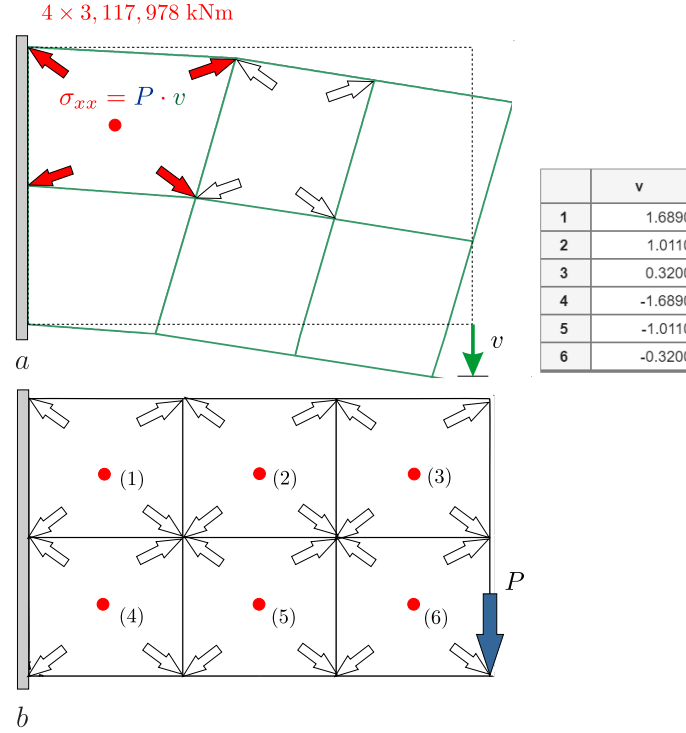 4 × 3, 117, 978 kNm
σxx = P · v
v
a
v
1 1.6890
2 1.0110
3 0.3200
4 -1.6890
5 -1.0110
6 -0.3200
(1) (2) (3)
P
(4) (5) (6)
b